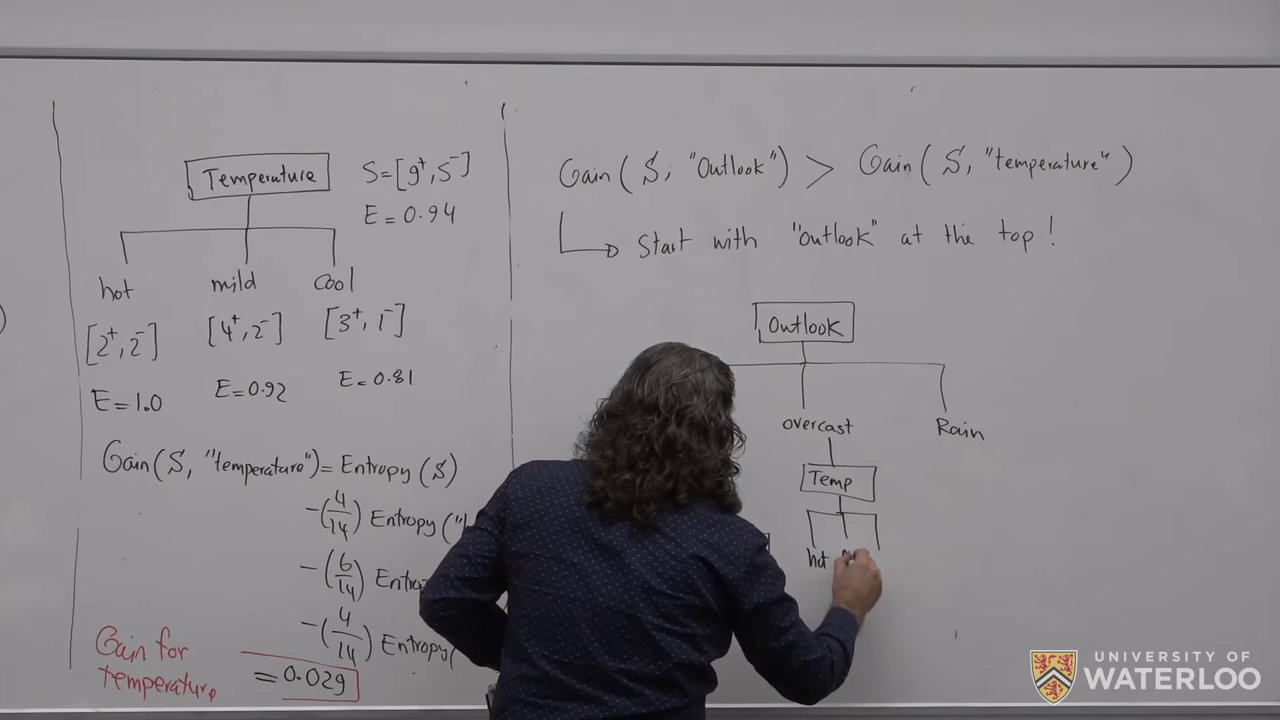 Temperature
S=[9⁺, 5⁻]
E = 0.94
hot mild cool
[2⁺, 2⁻] [4⁺, 2⁻] [3⁺, 1⁻]
E = 1.0 E = 0.92 E = 0.81
Gain(S, "temperature") = Entropy(S)
-(4/14) Entropy("
-(6/14)
-(4/14) Entropy(
Gain for
temperature
= 0.029
Gain(S, "Outlook") > Gain(S, "temperature")
Start with "outlook" at the top!
Outlook
overcast Rain
Temp
hot
UNIVERSITY OF
WATERLOO